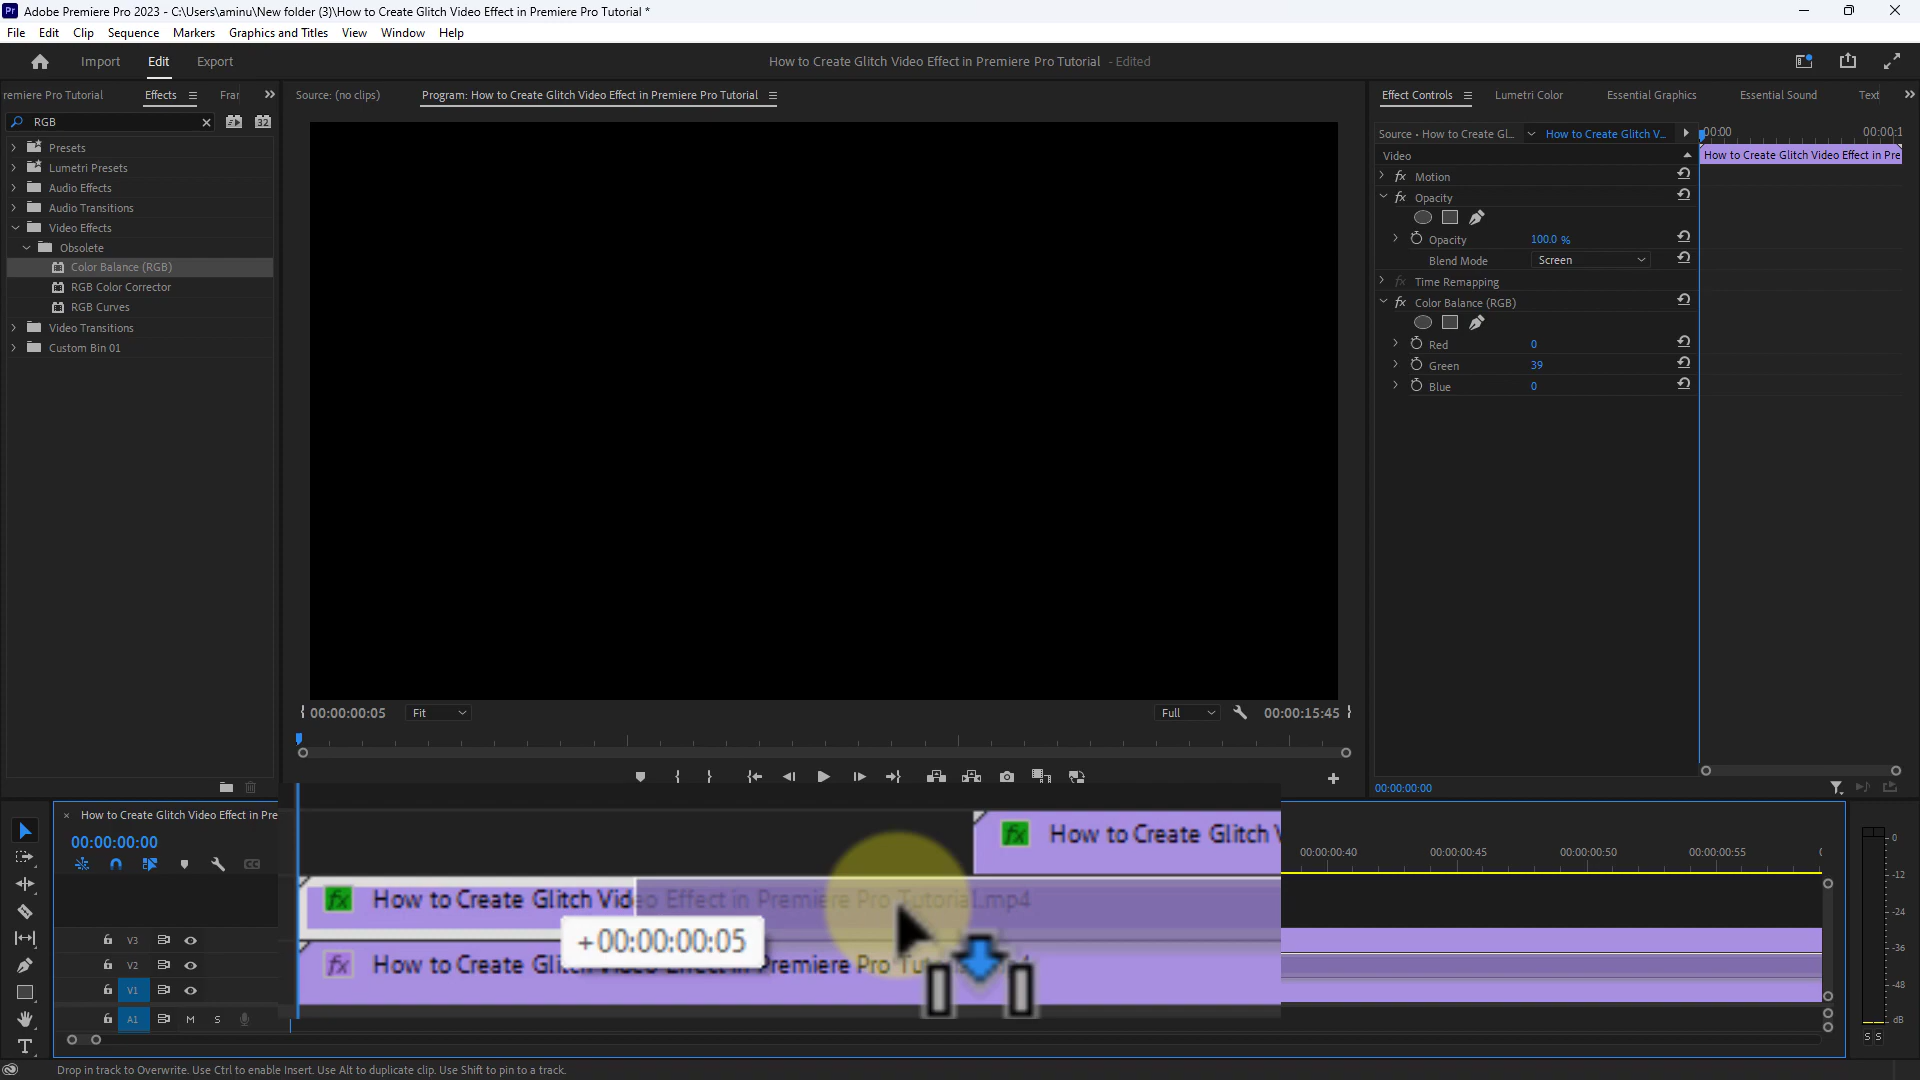 Pr Adobe Premiere Pro 2023 - C:\Users\aminu\New folder (3)\How to Create Glitch Video Effect in Premiere Pro Tutorial *
File Edit Clip Sequence Markers Graphics and Titles View Window Help
Import Edit Export
How to Create Glitch Video Effect in Premiere Pro Tutorial - Edited
remiere Pro Tutorial Effects Frar
Source: (no clips) Program: How to Create Glitch Video Effect in Premiere Pro Tutorial
Effect Controls Lumetri Color Essential Graphics Essential Sound Text
RGB 32
Presets
Lumetri Presets
Audio Effects
Audio Transitions
Video Effects
Obsolete
Color Balance (RGB)
RGB Color Corrector
RGB Curves
Video Transitions
Custom Bin 01
Source • How to Create Gl... How to Create Glitch V... :00:00 00:00:1
Video How to Create Glitch Video Effect in Pre
fx Motion
fx Opacity
Opacity 100.0 %
Blend Mode Screen
fx Time Remapping
fx Color Balance (RGB)
Red 0
Green 39
Blue 0
00:00:00:05 Fit Full 00:00:15:45
00:00:00:00
× How to Create Glitch Video Effect in Pre
00:00:00:00
00:00:00:40 00:00:00:45 00:00:00:50 00:00:00:55
fx How to Create Glitch V
fx How to Create Glitch Video Effect in Premiere Pro Tutorial.mp4
+00:00:00:05
fx How to Create Glitch Video Effect in Premiere Pro
V3
V2
V1
A1 M S
0
-12
-24
-36
-48
dB
S S
Drop in track to Overwrite. Use Ctrl to enable Insert. Use Alt to duplicate clip. Use Shift to pin to a track.